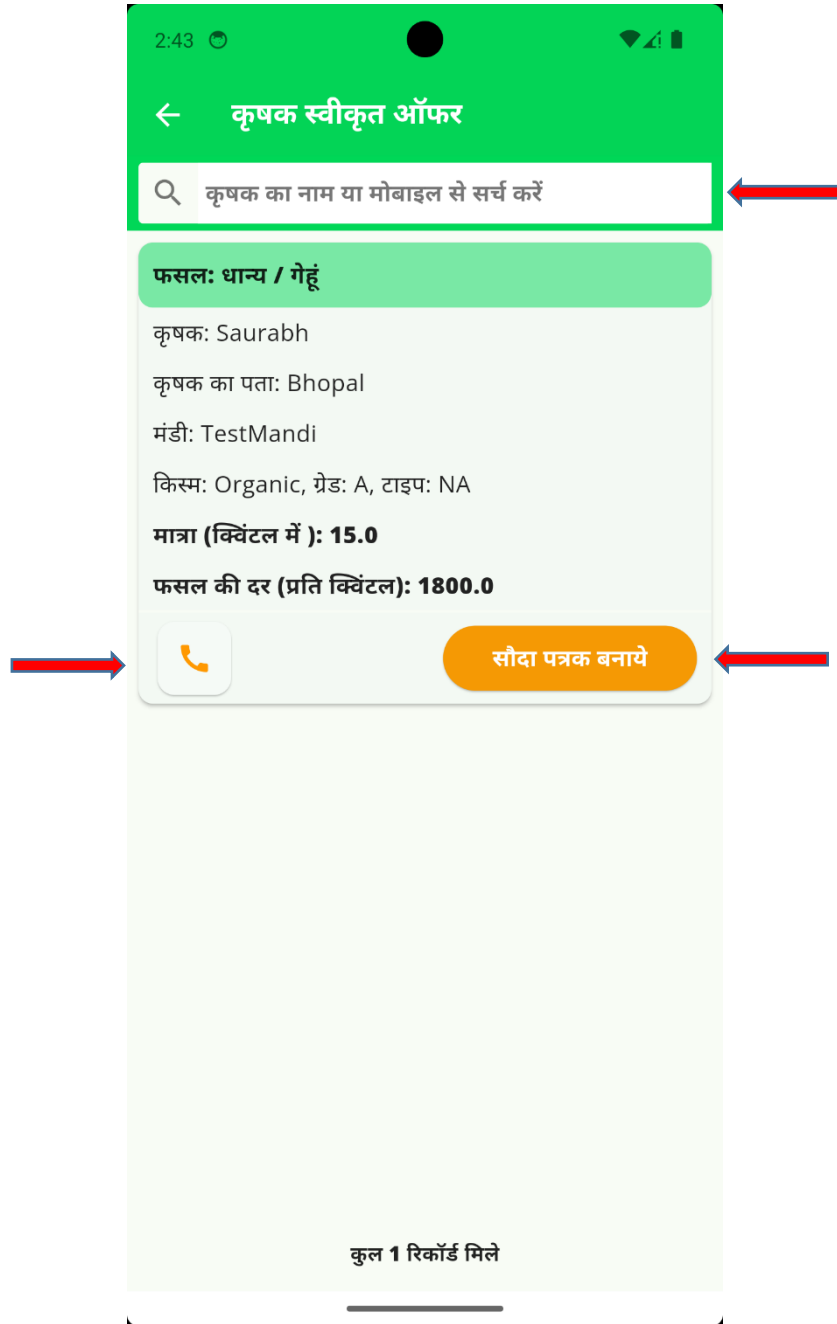 2:43
कृषक स्वीकृत ऑफर
कृषक का नाम या मोबाइल से सर्च करें
फसल: धान्य / गेहूं
कृषक: Saurabh
कृषक का पता: Bhopal
मंडी: TestMandi
किस्म: Organic, ग्रेड: A, टाइप: NA
मात्रा (क्विंटल में ): 15.0
फसल की दर (प्रति क्विंटल): 1800.0
सौदा पत्रक बनाये
कुल 1 रिकॉर्ड मिले